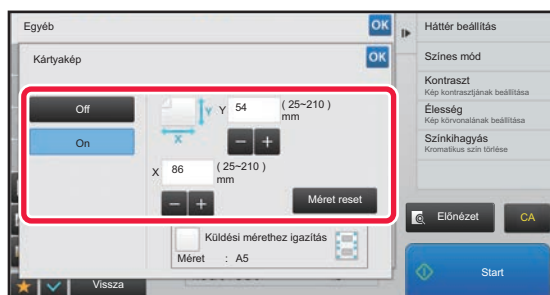 Egyéb
OK
Kártyakép
OK
Off
On
Y
X
Y 54 ( 25~210 )
mm
X 86 ( 25~210 )
mm
Méret reset
Küldési mérethez igazítás
Méret : A5
Vissza
Háttér beállítás
Színes mód
Kontraszt
Kép kontrasztjának beállítása
Élesség
Kép körvonalának beállítása
Színkihagyás
Kromatikus szín törlése
Előnézet
CA
Start